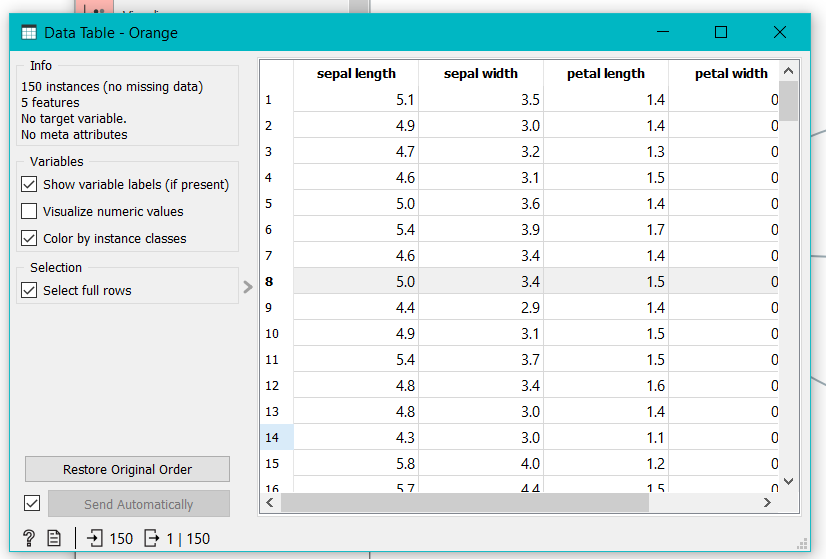 Data Table - Orange
Info
150 instances (no missing data)
5 features
No target variable.
No meta attributes
Variables
Show variable labels (if present)
Visualize numeric values
Color by instance classes
Selection
Select full rows
Restore Original Order
Send Automatically
? 150 1 | 150
sepal length sepal width petal length petal width
1 5.1 3.5 1.4 0
2 4.9 3.0 1.4 0
3 4.7 3.2 1.3 0
4 4.6 3.1 1.5 0
5 5.0 3.6 1.4 0
6 5.4 3.9 1.7 0
7 4.6 3.4 1.4 0
8 5.0 3.4 1.5 0
9 4.4 2.9 1.4 0
10 4.9 3.1 1.5 0
11 5.4 3.7 1.5 0
12 4.8 3.4 1.6 0
13 4.8 3.0 1.4 0
14 4.3 3.0 1.1 0
15 5.8 4.0 1.2 0
16 5.7 4.4 1.5 0